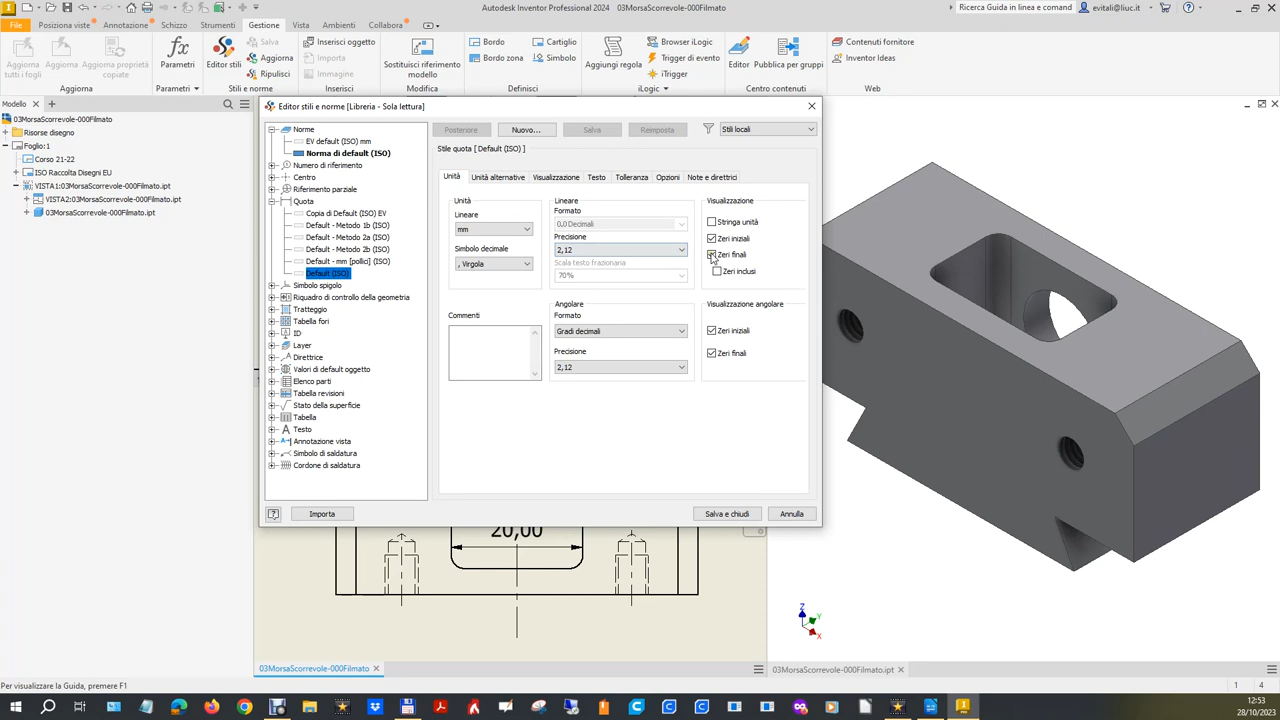 Autodesk Inventor Professional 2024   03MorsaScorrevole-000Filmato
Ricerca Guida in linea e comand
evitali@liuc.it
File
Posiziona viste
Annotazione
Schizzo
Strumenti
Gestione
Vista
Ambienti
Collabora
Aggiorna tutti i fogli
Aggiorna
Aggiorna proprietà copiate
Aggiorna
fx
Parametri
Parametri
Editor stili
Salva
Aggiorna
Ripulisci
Stili e norme
Inserisci oggetto
Importa
Immagine
Inserisci
Sostituisci riferimento modello
Modifica
Bordo
Bordo zona
Cartiglio
Simbolo
Definisci
Aggiungi regola
Browser iLogic
Trigger di evento
iTrigger
iLogic
Editor
Pubblica per gruppi
Centro contenuti
Contenuti fornitore
Inventor Ideas
Web
Modello
03MorsaScorrevole-000Filmato
Risorse disegno
Foglio:1
Corso 21-22
ISO Raccolta Disegni EU
VISTA1:03MorsaScorrevole-000Filmato.ipt
VISTA2:03MorsaScorrevole-000Filmato.ipt
03MorsaScorrevole-000Filmato.ipt
Editor stili e norme [Libreria - Sola lettura]
Norme
EV default (ISO) mm
Norma di default (ISO)
Numero di riferimento
Centro
Riferimento parziale
Quota
Copia di Default (ISO) EV
Default - Metodo 1b (ISO)
Default - Metodo 2a (ISO)
Default - Metodo 2b (ISO)
Default - mm [pollici] (ISO)
Default (ISO)
Simbolo spigolo
Riquadro di controllo della geometria
Tratteggio
Tabella fori
ID
Layer
Direttrice
Valori di default oggetto
Elenco parti
Tabella revisioni
Stato della superficie
Tabella
Testo
Annotazione vista
Simbolo di saldatura
Cordone di saldatura
Posteriore
Nuovo...
Salva
Reimposta
Stili locali
Stile quota [ Default (ISO) ]
Unità
Unità alternative
Visualizzazione
Testo
Tolleranza
Opzioni
Note e direttrici
Unità
Lineare
mm
Simbolo decimale
, Virgola
Commenti
Lineare
Formato
0.0 Decimali
Precisione
2,12
Scala testo frazionaria
70%
Angolare
Formato
Gradi decimali
Precisione
2,12
Visualizzazione
Stringa unità
Zeri iniziali
Zeri finali
Zeri inclusi
Visualizzazione angolare
Zeri iniziali
Zeri finali
Importa
Salva e chiudi
Annulla
20,00
Z
Y
X
03MorsaScorrevole-000Filmato
03MorsaScorrevole-000Filmato.ipt
Per visualizzare la Guida, premere F1
1
4
12:53
28/10/2023